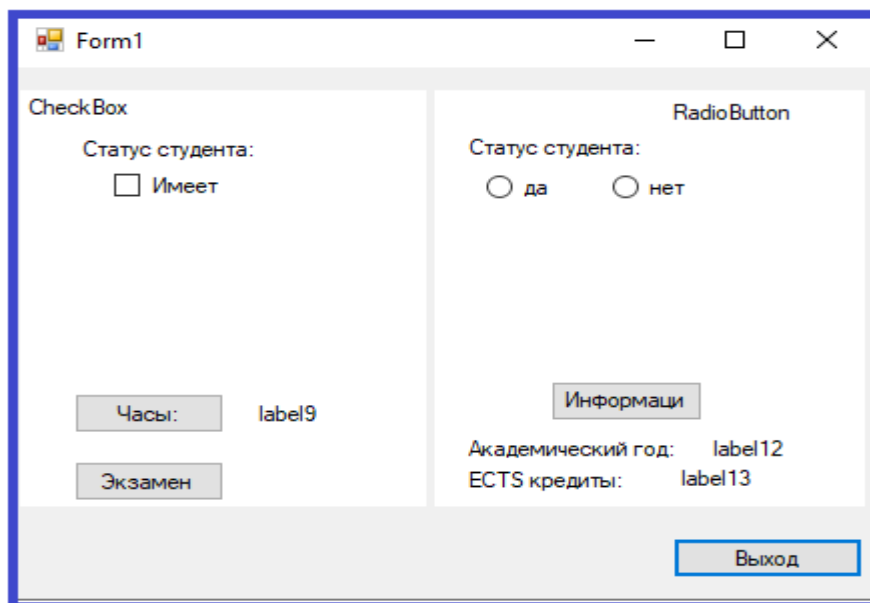 Form1
CheckBox
Статус студента:
Имеет
Часы: label9
Экзамен
RadioButton
Статус студента:
да нет
Информаци
Академический год: label12
ECTS кредиты: label13
Выход